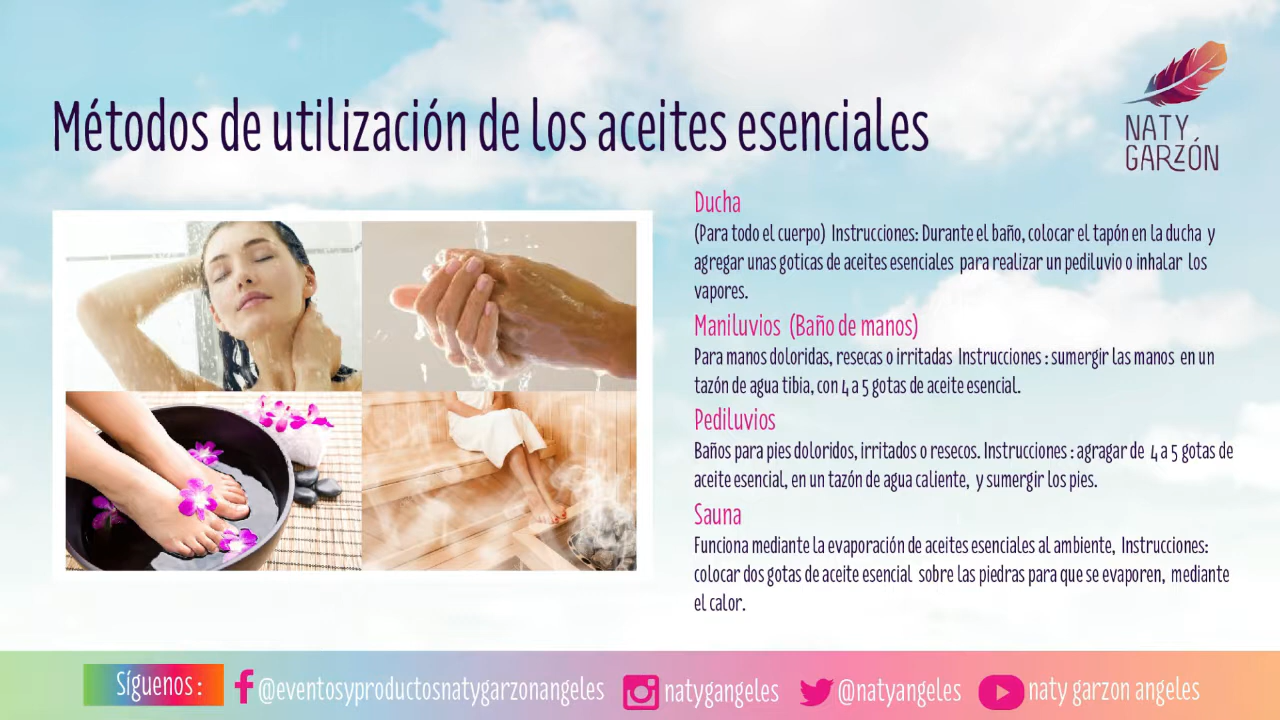 Métodos de utilización de los aceites esenciales
NATY
GARZÓN
Ducha
(Para todo el cuerpo) Instrucciones: Durante el baño, colocar el tapón en la ducha y
agregar unas goticas de aceites esenciales para realizar un pediluvio o inhalar los
vapores.
Maniluvios (Baño de manos)
Para manos doloridas, resecas o irritadas Instrucciones : sumergir las manos en un
tazón de agua tibia, con 4 a 5 gotas de aceite esencial.
Pediluvios
Baños para pies doloridos, irritados o resecos. Instrucciones : agragar de 4 a 5 gotas de
aceite esencial, en un tazón de agua caliente, y sumergir los pies.
Sauna
Funciona mediante la evaporación de aceites esenciales al ambiente, Instrucciones:
colocar dos gotas de aceite esencial sobre las piedras para que se evaporen, mediante
el calor.
Síguenos : @eventosyproductosnatygarzonangeles natygangeles @natyangeles naty garzon angeles